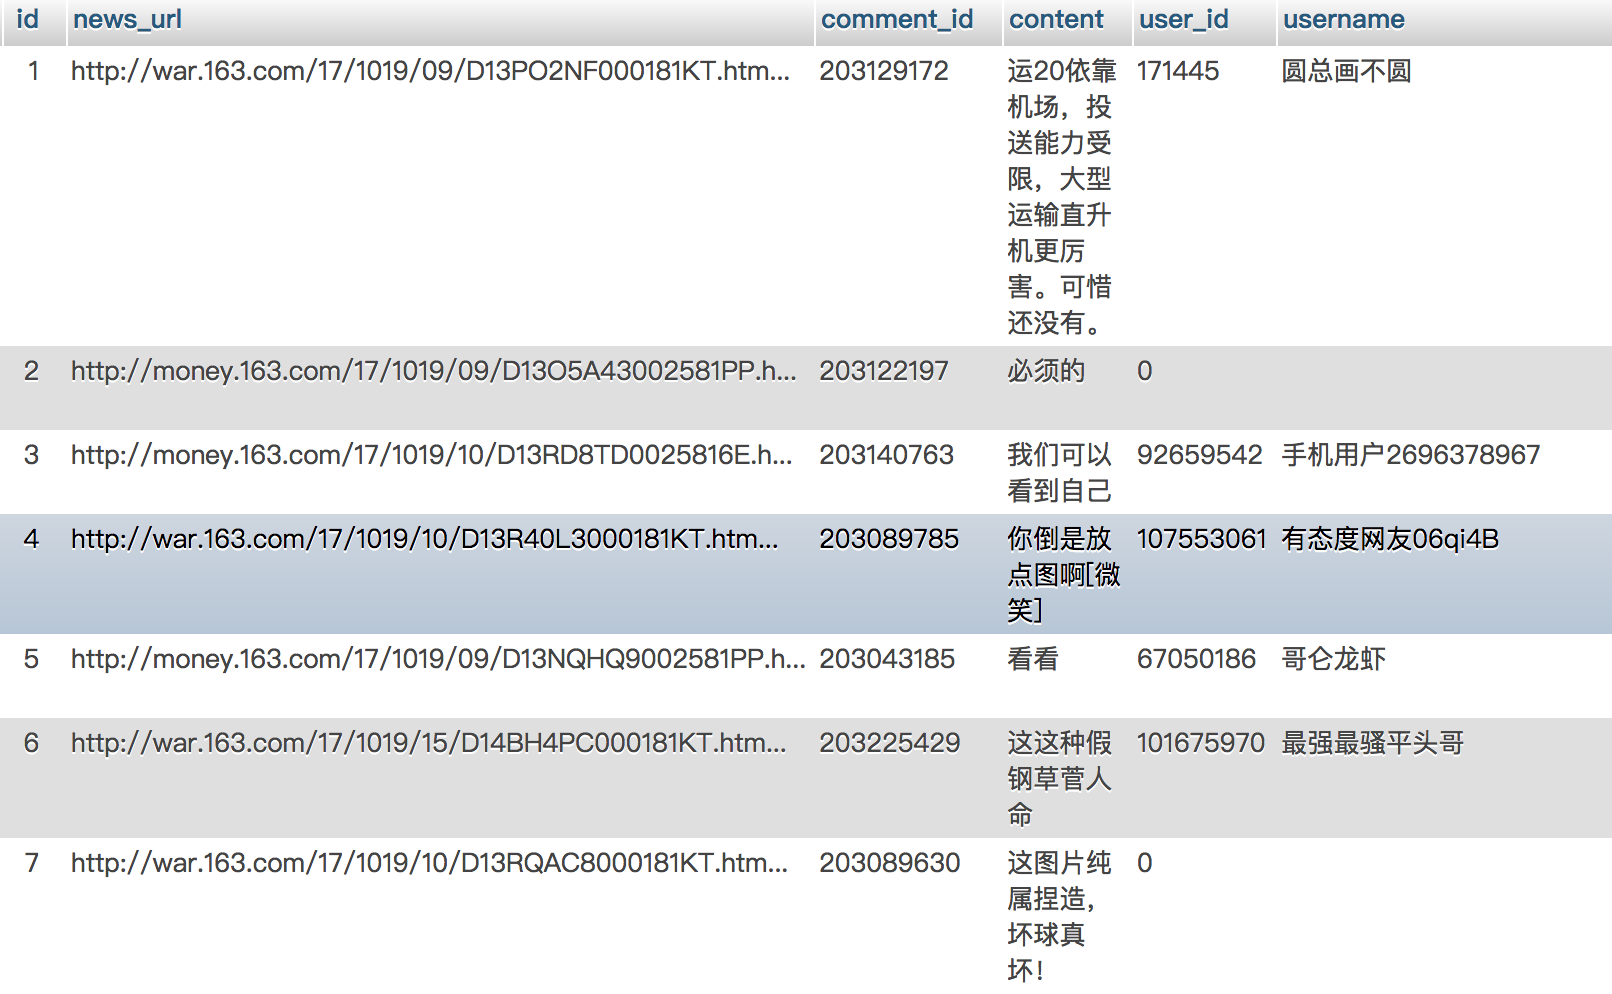 id news_url comment_id content user_id username
1 http://war.163.com/17/1019/09/D13PO2NF000181KT.htm... 203129172 运20依靠 171445 圆总画不圆
机场，投
送能力受
限，大型
运输直升
机更厉
害。可惜
还没有。
2 http://money.163.com/17/1019/09/D13O5A43002581PP.h... 203122197 必须的 0
3 http://money.163.com/17/1019/10/D13RD8TD0025816E.h... 203140763 我们可以 92659542 手机用户2696378967
看到自己
4 http://war.163.com/17/1019/10/D13R40L3000181KT.htm... 203089785 你倒是放 107553061 有态度网友06qi4B
点图啊[微
笑]
5 http://money.163.com/17/1019/09/D13NQHQ9002581PP.h... 203043185 看看 67050186 哥仑龙虾
6 http://war.163.com/17/1019/15/D14BH4PC000181KT.htm... 203225429 这这种假 101675970 最强最骚平头哥
钢草菅人
命
7 http://war.163.com/17/1019/10/D13RQAC8000181KT.htm... 203089630 这图片纯 0
属捏造，
坏球真
坏！